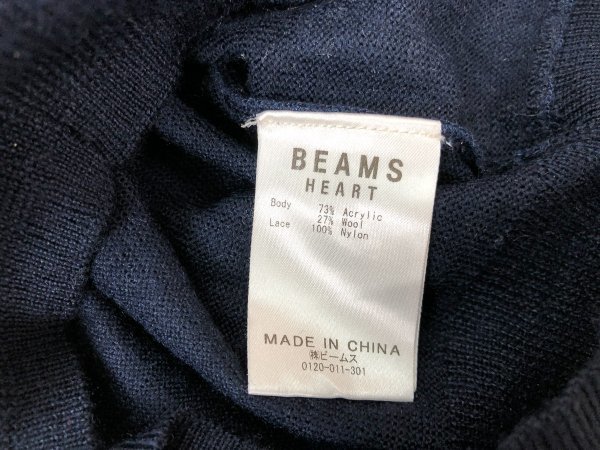 BEAMS
HEART
Body 73% Acrylic
27% Wool
Lace 100% Nylon
MADE IN CHINA
㈱ビームス
0120-011-301